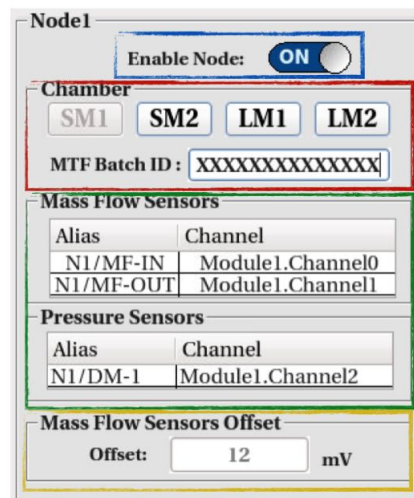 Node1
Enable Node: ON
Chamber
SM1 SM2 LM1 LM2
MTF Batch ID : XXXXXXXXXXXXXX
Mass Flow Sensors
Alias Channel
N1/MF-IN Module1.Channel0
N1/MF-OUT Module1.Channel1
Pressure Sensors
Alias Channel
N1/DM-1 Module1.Channel2
Mass Flow Sensors Offset
Offset: 12 mV